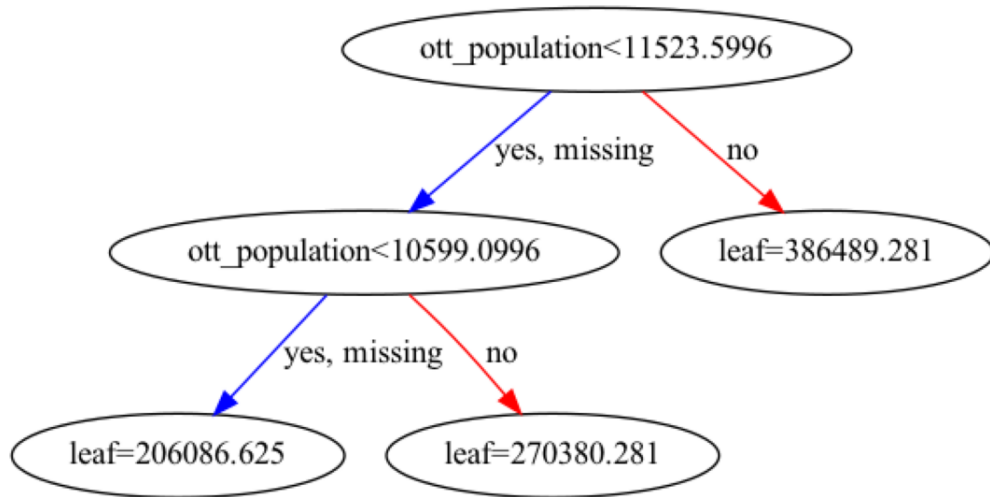 ott_population<11523.5996
yes, missing
no
ott_population<10599.0996
leaf=386489.281
yes, missing
no
leaf=206086.625
leaf=270380.281